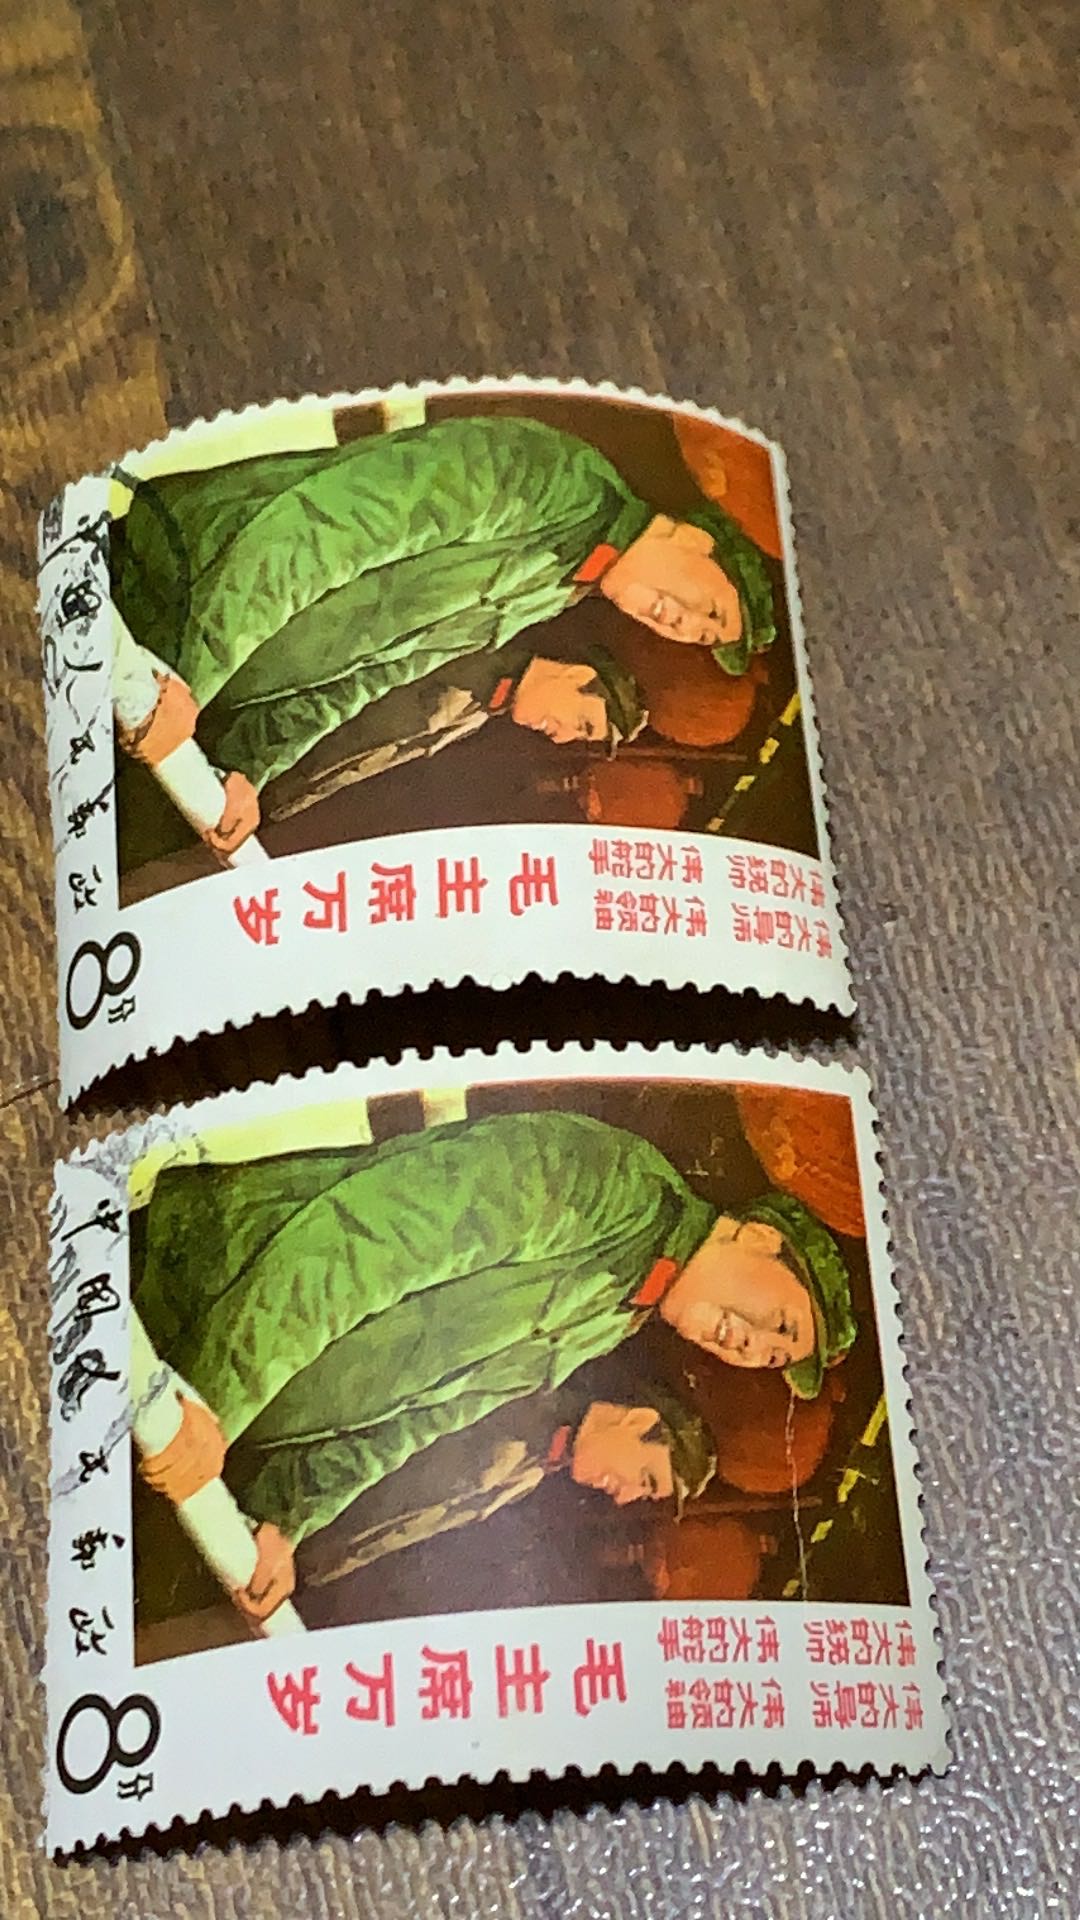 伟大的导师 伟大的领袖
伟大的统帅 伟大的舵手
毛主席万岁
中国人民邮政
8分
伟大的导师 伟大的领袖
伟大的统帅 伟大的舵手
毛主席万岁
中国人民邮政
8分